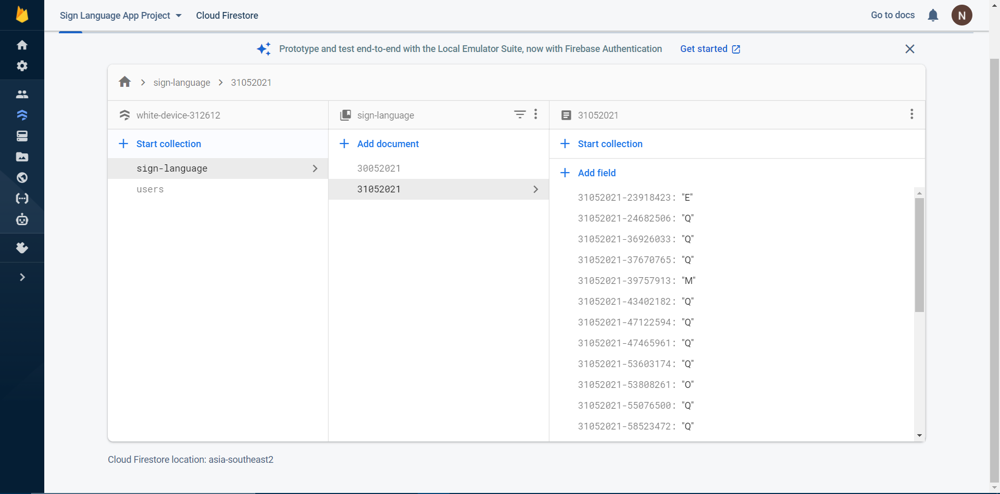 Sign Language App Project
Cloud Firestore
Go to docs
N
Prototype and test end-to-end with the Local Emulator Suite, now with Firebase Authentication Get started
sign-language 31052021
white-device-312612
sign-language
31052021
Start collection
sign-language
users
Add document
30052021
31052021
Start collection
Add field
31052021-23918423: "E"
31052021-24682506: "Q"
31052021-36926033: "Q"
31052021-37670765: "Q"
31052021-39757913: "M"
31052021-43402182: "Q"
31052021-47122594: "Q"
31052021-47465961: "Q"
31052021-53603174: "Q"
31052021-53808261: "O"
31052021-55076500: "Q"
31052021-58523472: "Q"
Cloud Firestore location: asia-southeast2